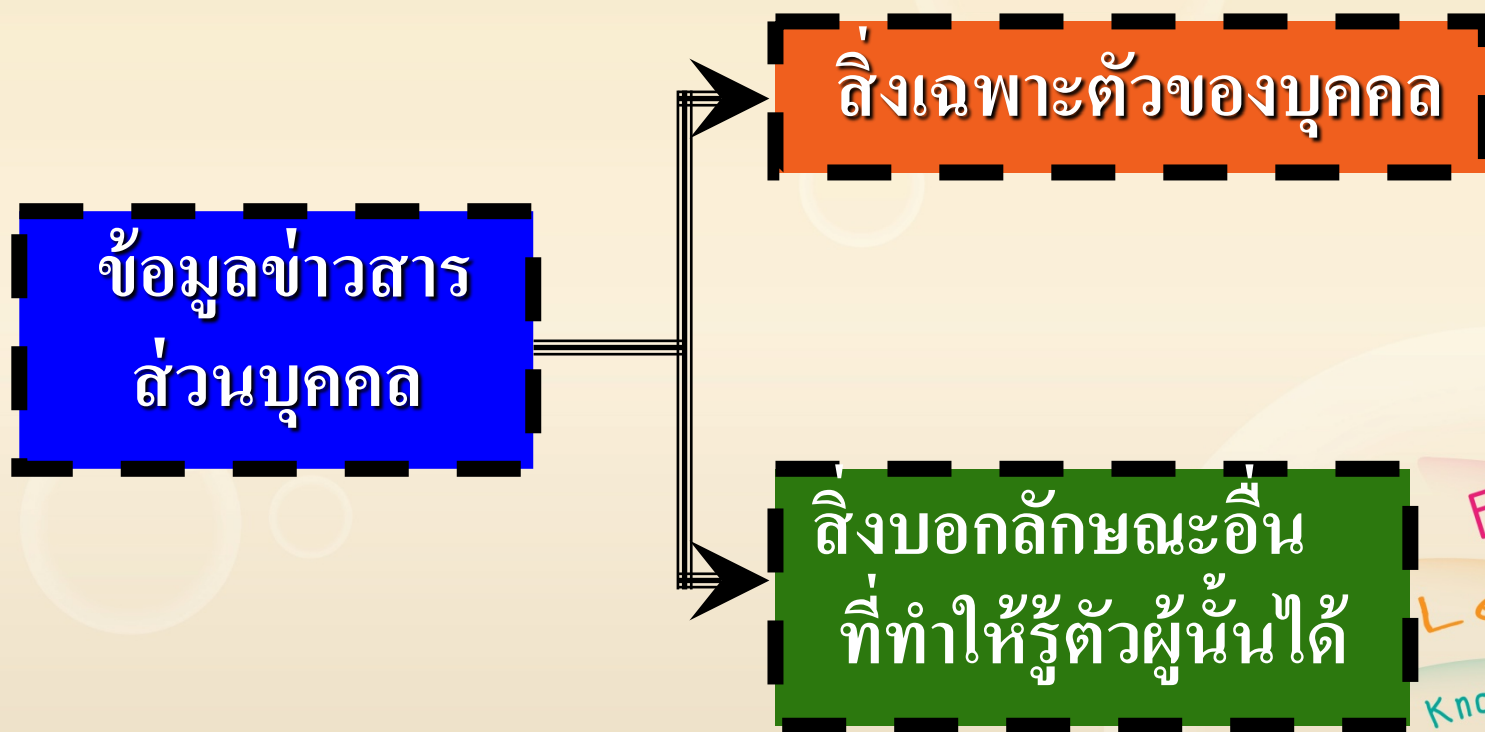 สิ่งเฉพาะตัวของบุคคล
ข้อมูลข่าวสาร
ส่วนบุคคล
สิ่งบอกลักษณะอื่น
ที่ทำให้รู้ตัวผู้นั้นได้